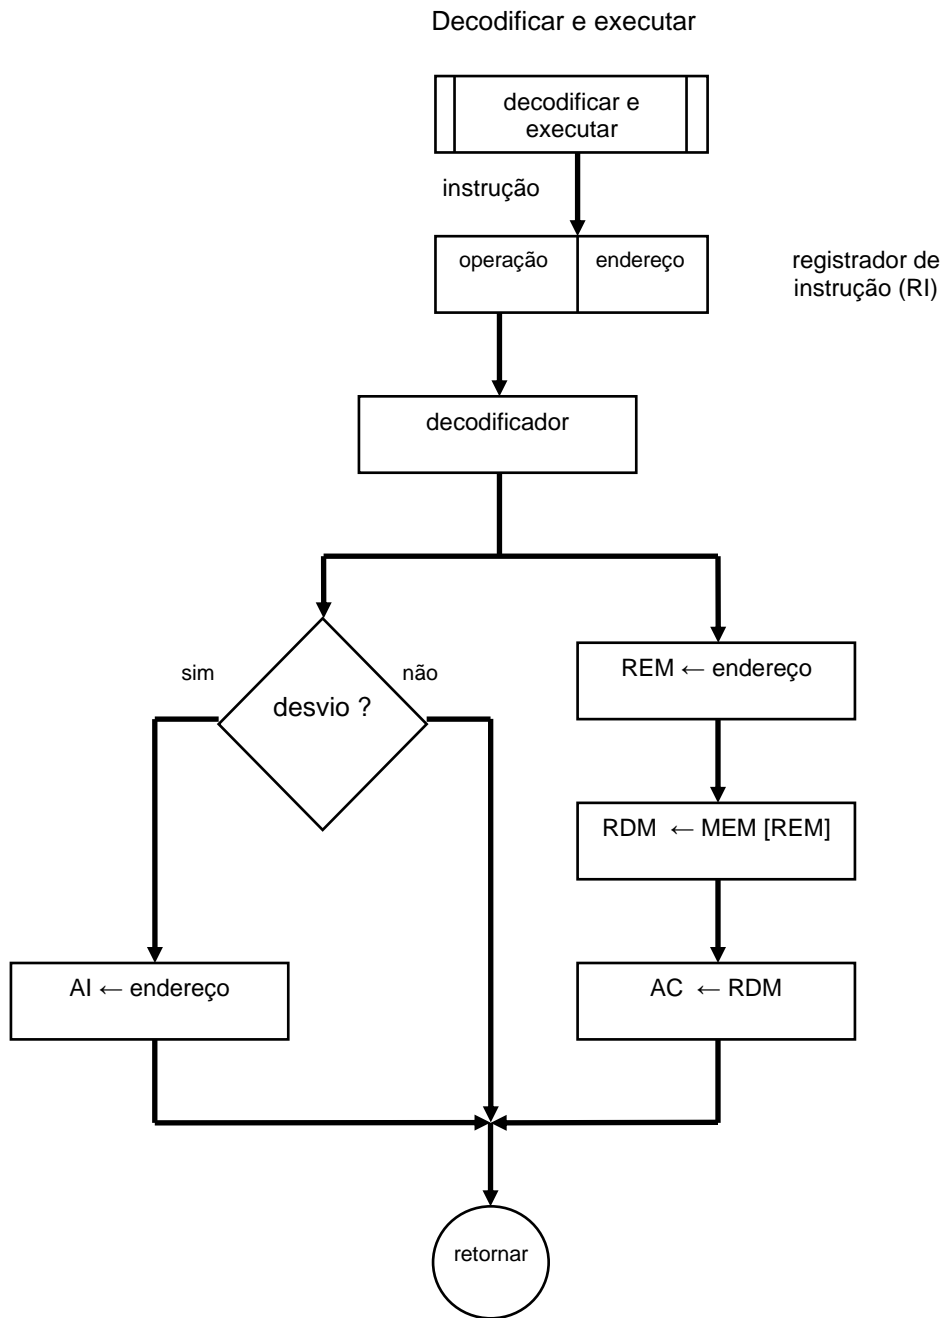 Decodificar e executar
decodificar e
executar
instrução
operação
endereço
registrador de
instrução (RI)
decodificador
sim
não
desvio ?
REM ← endereço
RDM ← MEM [REM]
AI ← endereço
AC ← RDM
retornar